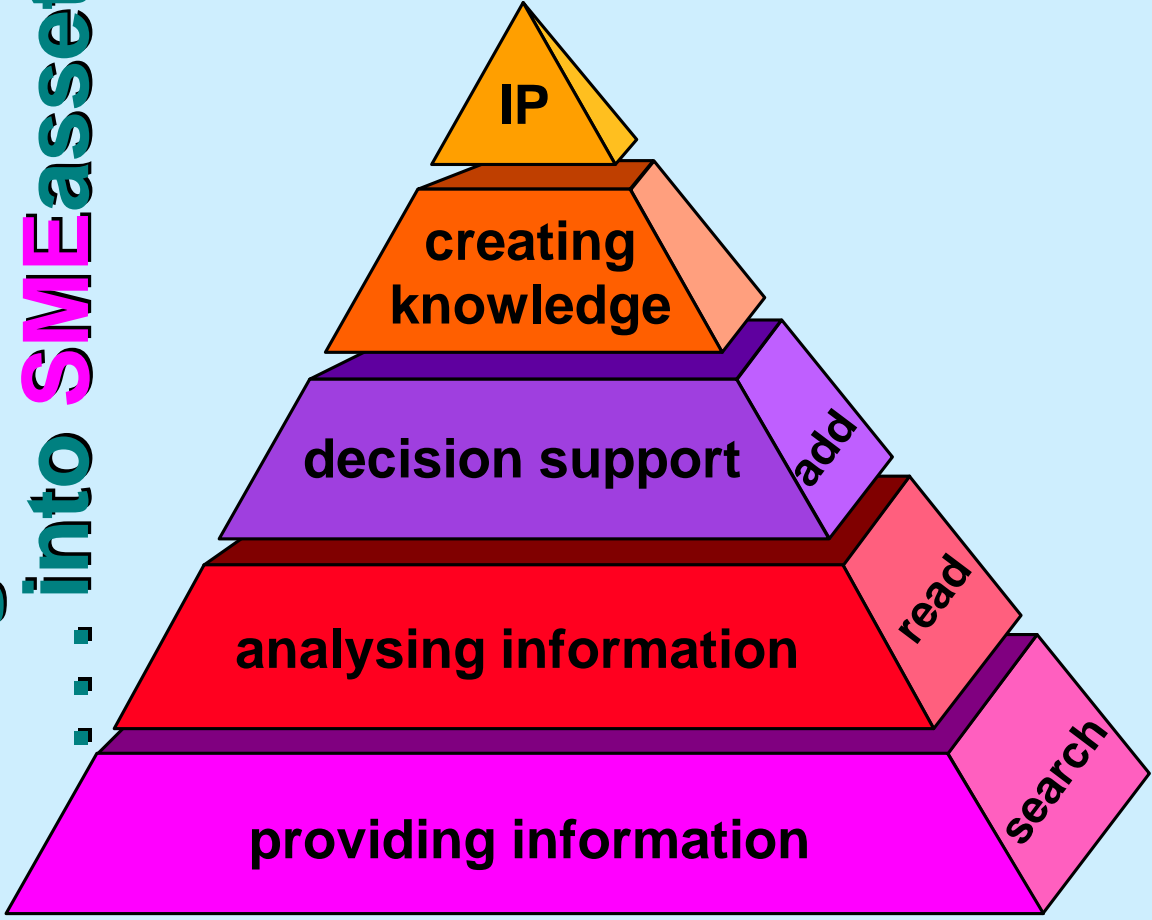 IP
creating
knowledge
decision support
add
analysing information
read
providing information
search
. . . into SMEasset